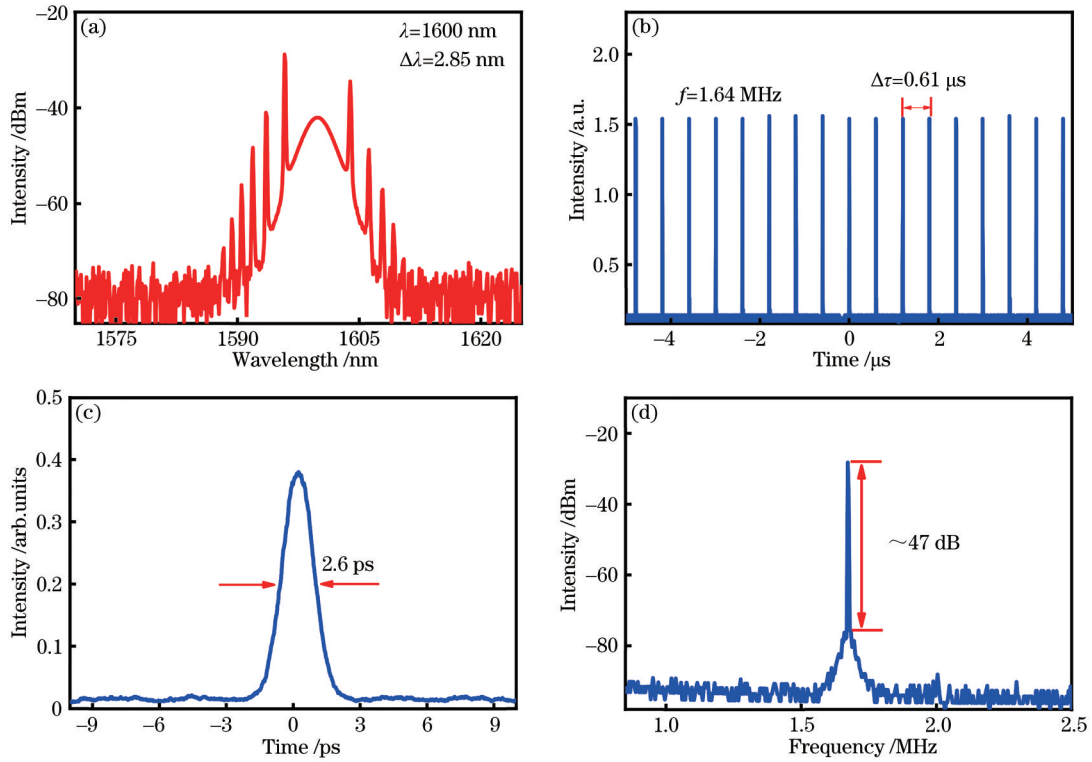 (a)
λ=1600 nm
Δλ=2.85 nm
−20
−40
−60
−80
Intensity /dBm
1575
1590
1605
1620
Wavelength /nm
(b)
f=1.64 MHz
Δτ=0.61 μs
2.0
1.5
1.0
0.5
Intensity /a.u.
−4
−2
0
2
4
Time /μs
(c)
2.6 ps
0.5
0.4
0.3
0.2
0.1
0
Intensity /arb.units
−9
−6
−3
0
3
6
9
Time /ps
(d)
∼47 dB
−20
−40
−60
−80
Intensity /dBm
1.0
1.5
2.0
2.5
Frequency /MHz